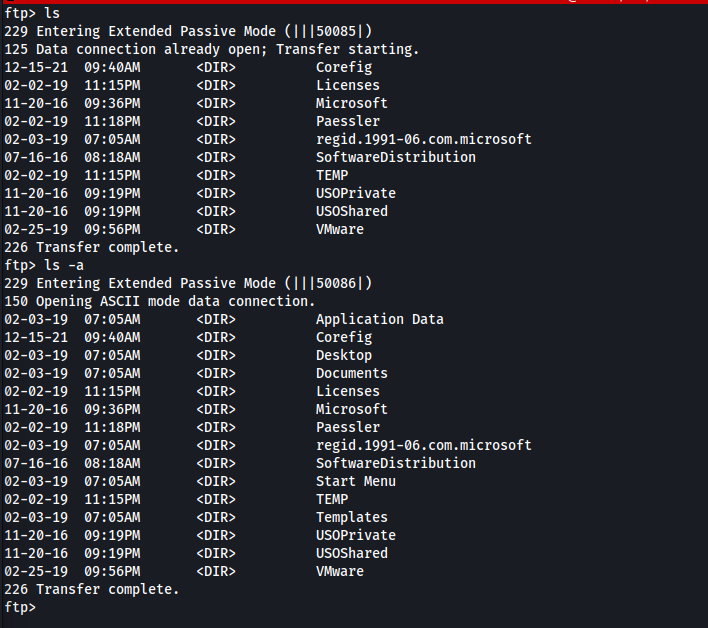 ftp> ls
229 Entering Extended Passive Mode (|||50085|)
125 Data connection already open; Transfer starting.
12-15-21  09:40AM       <DIR>          Corefig
02-02-19  11:15PM       <DIR>          Licenses
11-20-16  09:36PM       <DIR>          Microsoft
02-02-19  11:18PM       <DIR>          Paessler
02-03-19  07:05AM       <DIR>          regid.1991-06.com.microsoft
07-16-16  08:18AM       <DIR>          SoftwareDistribution
02-02-19  11:15PM       <DIR>          TEMP
11-20-16  09:19PM       <DIR>          USOPrivate
11-20-16  09:19PM       <DIR>          USOShared
02-25-19  09:56PM       <DIR>          VMware
226 Transfer complete.
ftp> ls -a
229 Entering Extended Passive Mode (|||50086|)
150 Opening ASCII mode data connection.
02-03-19  07:05AM       <DIR>          Application Data
12-15-21  09:40AM       <DIR>          Corefig
02-03-19  07:05AM       <DIR>          Desktop
02-03-19  07:05AM       <DIR>          Documents
02-02-19  11:15PM       <DIR>          Licenses
11-20-16  09:36PM       <DIR>          Microsoft
02-02-19  11:18PM       <DIR>          Paessler
02-03-19  07:05AM       <DIR>          regid.1991-06.com.microsoft
07-16-16  08:18AM       <DIR>          SoftwareDistribution
02-03-19  07:05AM       <DIR>          Start Menu
02-02-19  11:15PM       <DIR>          TEMP
02-03-19  07:05AM       <DIR>          Templates
11-20-16  09:19PM       <DIR>          USOPrivate
11-20-16  09:19PM       <DIR>          USOShared
02-25-19  09:56PM       <DIR>          VMware
226 Transfer complete.
ftp>